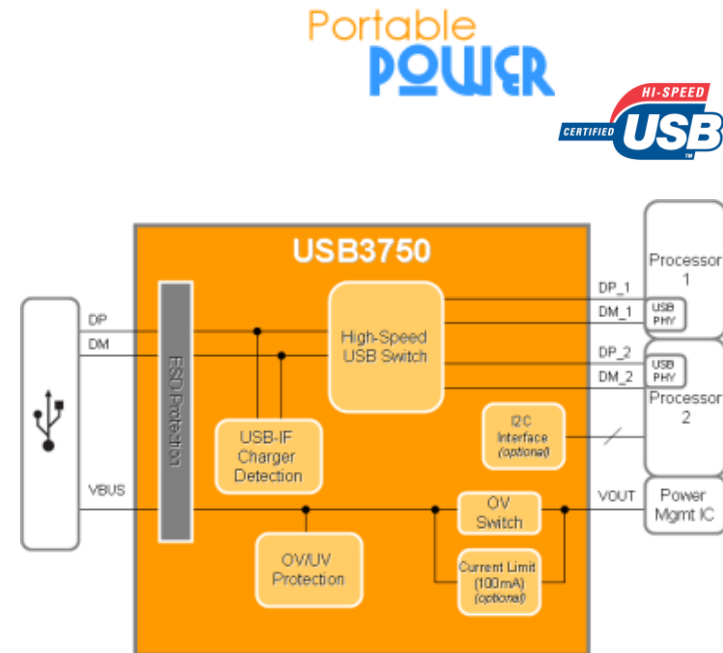 Portable
POWER
HI-SPEED
CERTIFIED
USB
TM
USB3750
Processor
1
DP_1
DM_1
USB
PHY
DP
DM
High-Speed
USB Switch
DP_2
DM_2
USB
PHY
Processor
2
ESD Protection
USB-IF
Charger
Detection
I2C
Interface
(optional)
VBUS
OV
Switch
VOUT
Power
Mgmt IC
OV/UV
Protection
Current Limit
(100mA)
(optional)